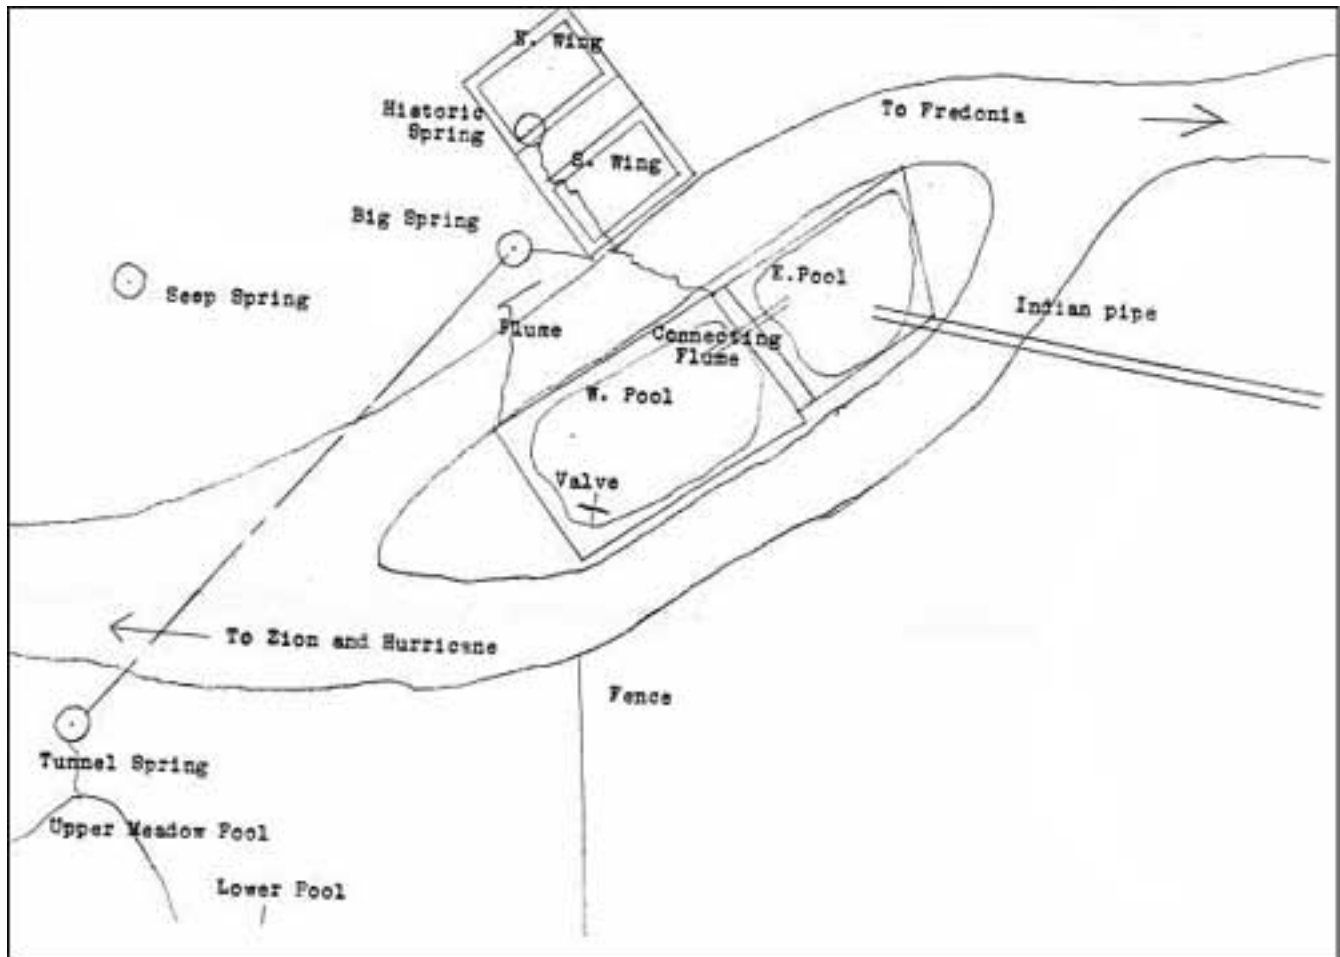 N. Wing
Historic
Spring
To Fredonia
S. Wing
Big Spring
E.Pool
Seep Spring
Indian pipe
Flume
Connecting
Flume
W. Pool
Valve
To Zion and Hurricane
Fence
Tunnel Spring
Upper Meadow Pool
Lower Pool